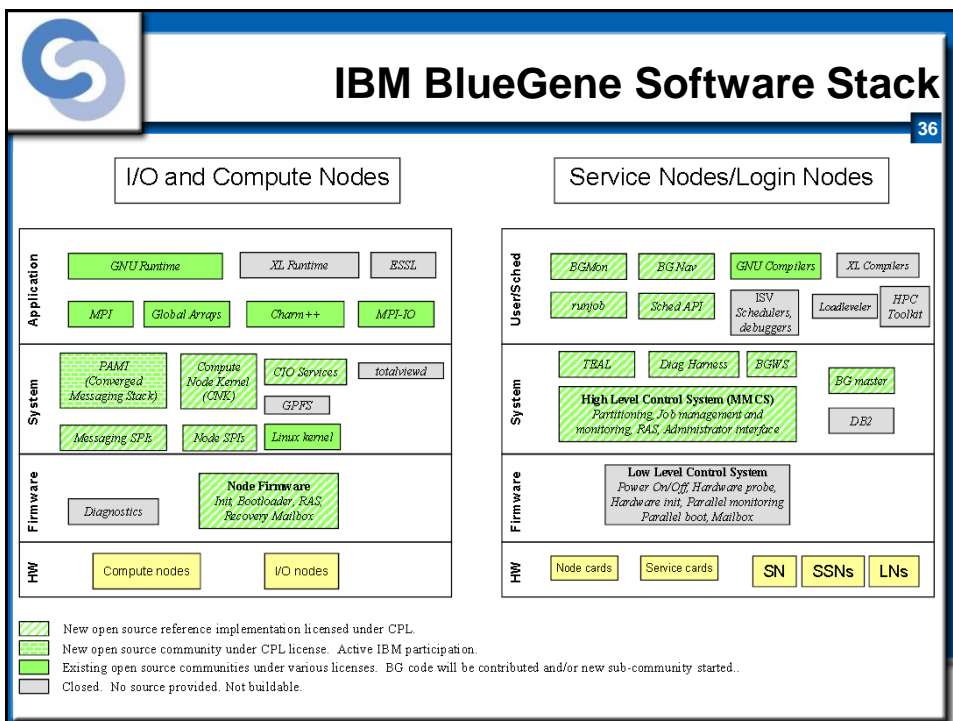 IBM BlueGene Software Stack
36
I/O and Compute Nodes
Application
GNU Runtime
XL Runtime
ESSL
MPI
Global Arrays
Charm++
MPI-IO
System
PAMI
(Converged
Messaging Stack)
Compute
Node Kernel
(CNK)
CIO Services
totalviewd
GPFS
Messaging SPIs
Node SPIs
Linux kernel
Firmware
Diagnostics
Node Firmware
Init, Bootloader, RAS,
Recovery Mailbox
HW
Compute nodes
I/O nodes
Service Nodes/Login Nodes
User/Sched
BGMon
BG Nav
GNU Compilers
XL Compilers
runjob
Sched API
ISV
Schedulers,
debuggers
Loadleveler
HPC
Toolkit
System
TEAL
Diag Harness
BGWS
BG master
High Level Control System (MMCS)
Partitioning, Job management and
monitoring, RAS, Administrator interface
DB2
Firmware
Low Level Control System
Power On/Off, Hardware probe,
Hardware init, Parallel monitoring
Parallel boot, Mailbox
HW
Node cards
Service cards
SN
SSNs
LNs
New open source reference implementation licensed under CPL.
New open source community under CPL license. Active IBM participation.
Existing open source communities under various licenses. BG code will be contributed and/or new sub-community started..
Closed. No source provided. Not buildable.